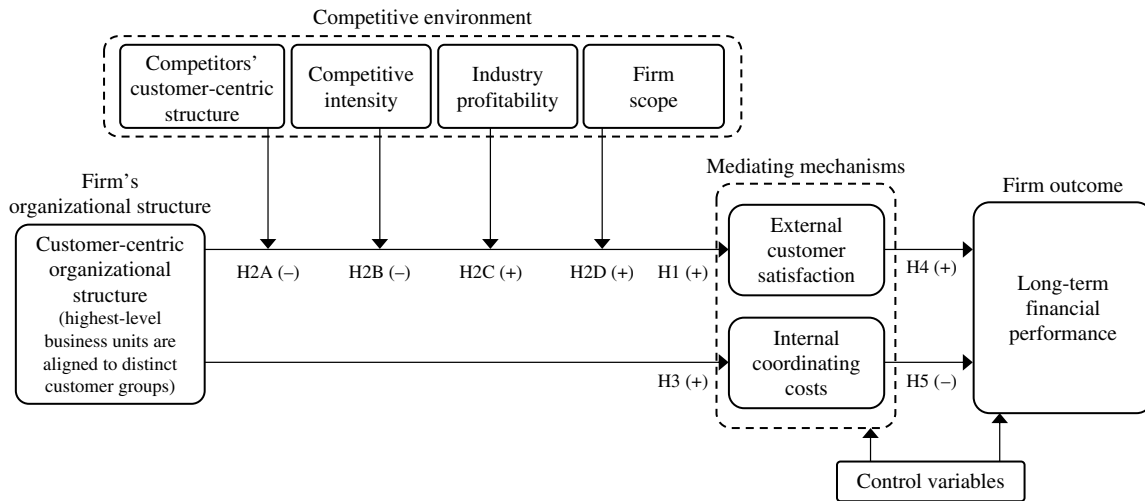 Competitive environment
Competitors’
customer-centric
structure
Competitive
intensity
Industry
profitability
Firm
scope
Mediating mechanisms
Firm’s
organizational structure
Firm outcome
Customer-centric
organizational
structure
(highest-level
business units are
aligned to distinct
customer groups)
H2A (–)
H2B (–)
H2C (+)
H2D (+)
H1 (+)
External
customer
satisfaction
H4 (+)
Long-term
financial
performance
H3 (+)
Internal
coordinating
costs
H5 (–)
Control variables